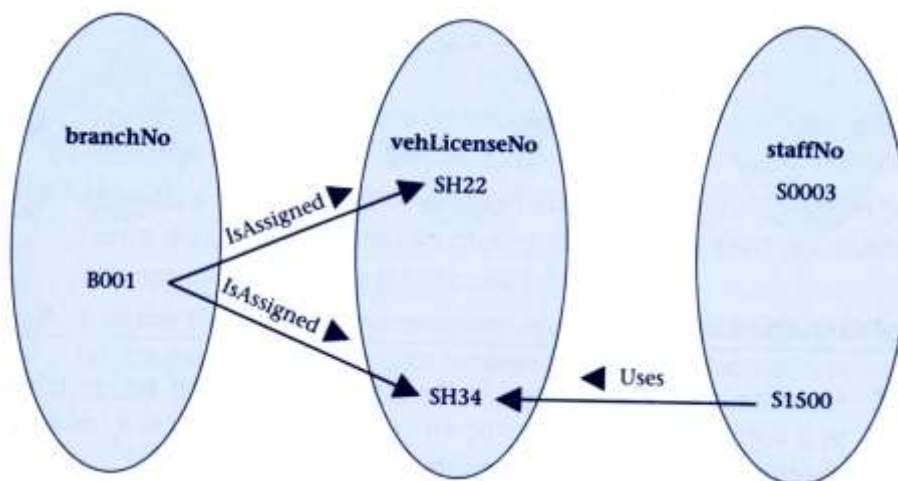 branchNo
vehLicenseNo
staffNo
SH22
S0003
IsAssigned
B001
IsAssigned
Uses
SH34
S1500